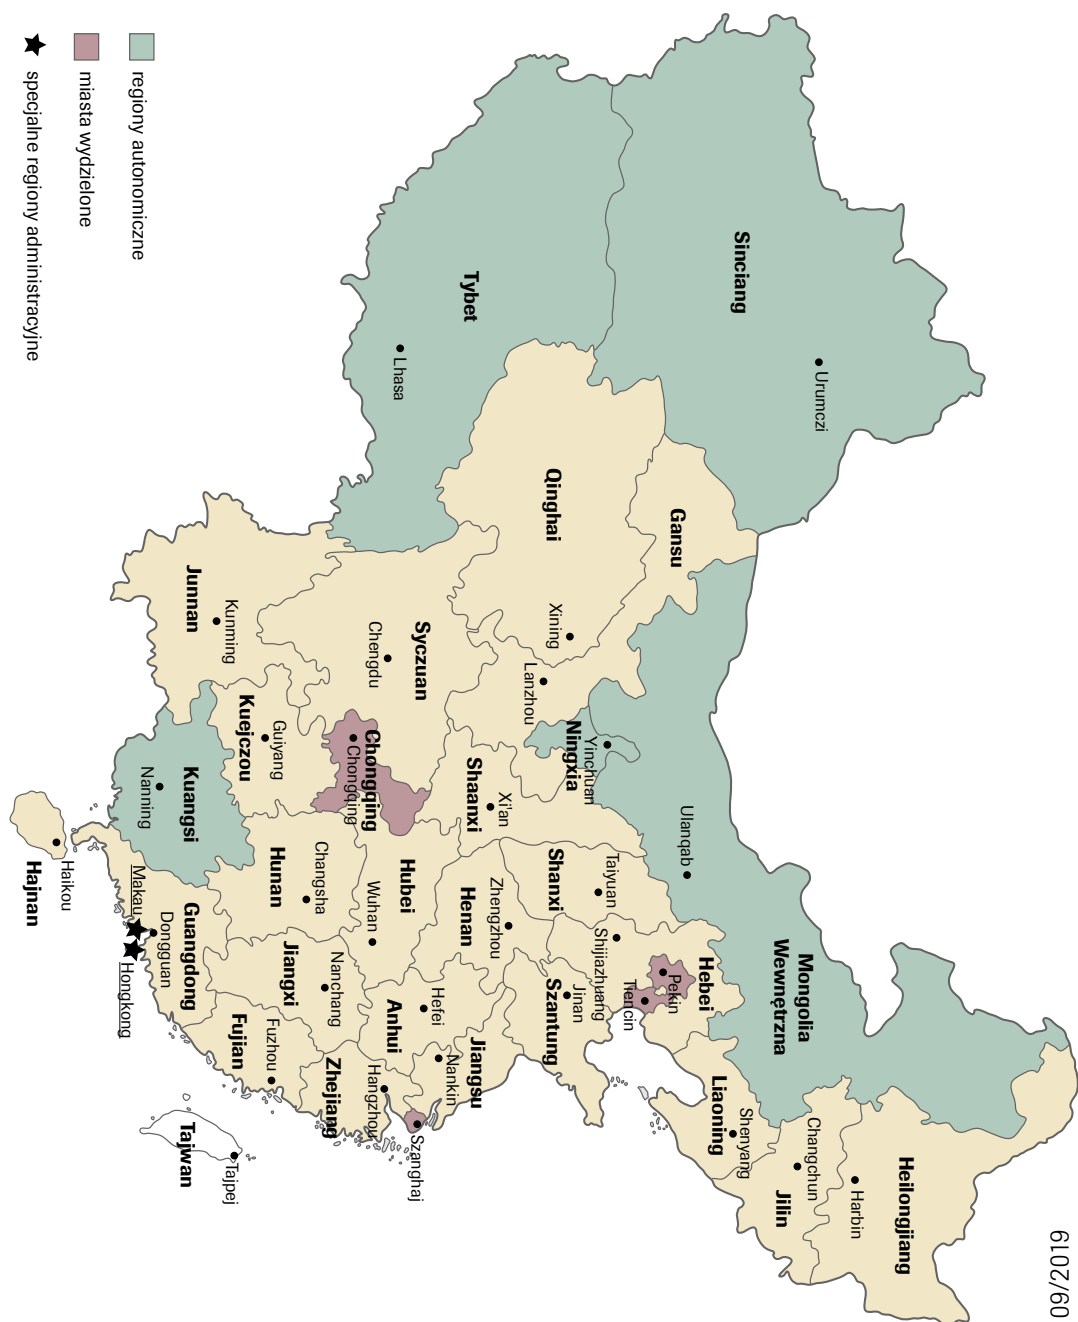 09/2019
Heilongjiang
Harbin
Changchun
Jilin
Mongolia
Wewnętrzna
Shenyang
Liaoning
Sinciang
Urumczi
Ulanqab
Hebei
Pekin
Tiencin
Gansu
Yinchuan
Ningxia
Taiyuan
Shanxi
Shijiazhuang
Jinan
Szantung
Qinghai
Xining
Lanzhou
Xi'an
Shaanxi
Zhengzhou
Henan
Jiangsu
Nankin
Hefei
Anhui
Szanghaj
Tybet
Lhasa
Syczuan
Chengdu
Chongqing
Chongqing
Hubei
Wuhan
Hangzhou
Zhejiang
Nanchang
Jiangxi
Changsha
Hunan
Guiyang
Kuejczou
Fuzhou
Fujian
Tajpej
Tajwan
Kunming
Junnan
Kuangsi
Nanning
Guangdong
Dongguan
Makau
Hongkong
Haikou
Hajnan
regiony autonomiczne
miasta wydzielone
specjalne regiony administracyjne